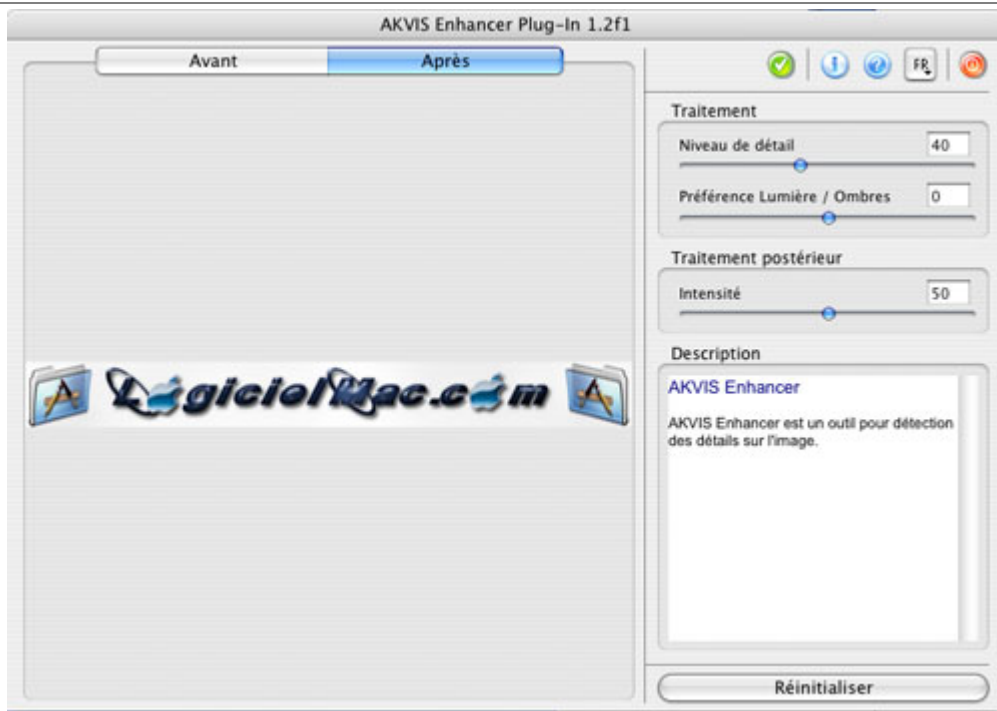 AKVIS Enhancer Plug-In 1.2f1
Avant
Après
FR
Traitement
Niveau de détail
40
Préférence Lumière / Ombres
0
Traitement postérieur
Intensité
50
Description
AKVIS Enhancer
AKVIS Enhancer est un outil pour détection
des détails sur l'image.
LogicielMac.com
Réinitialiser